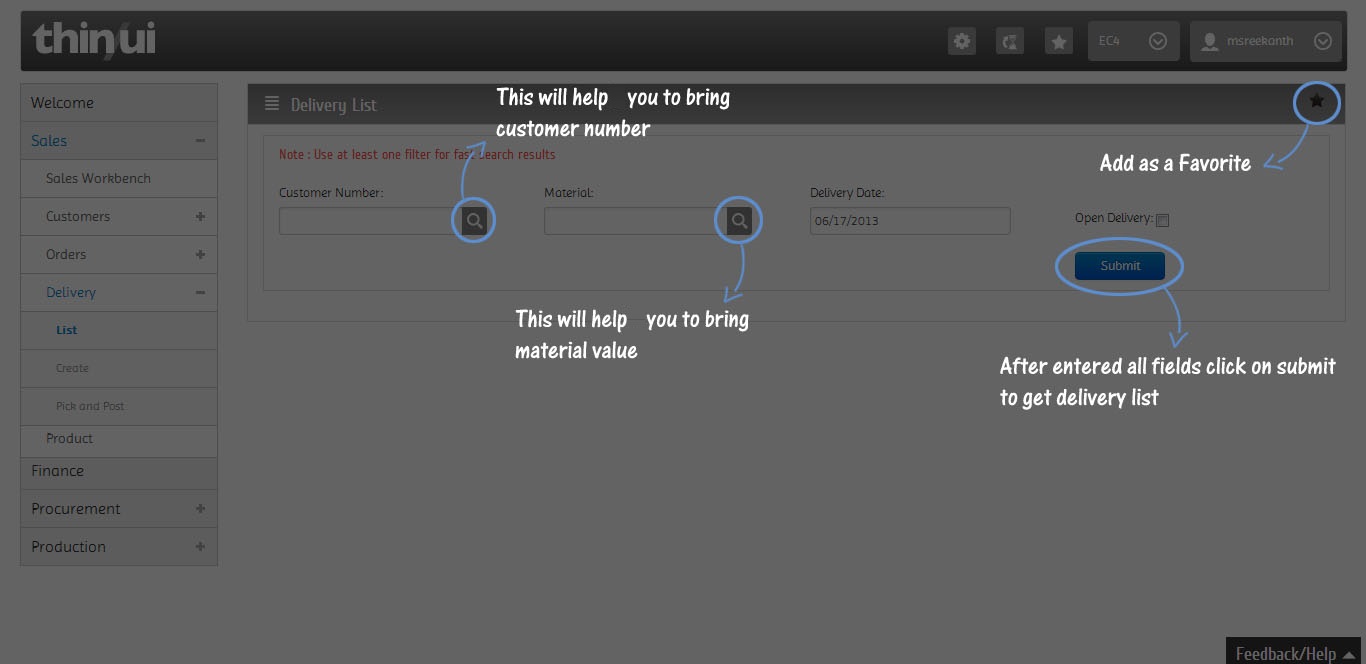 thin/ui
EC4
msreekanth
Welcome
Sales
Sales Workbench
Customers
Orders
Delivery
List
Create
Pick and Post
Product
Finance
Procurement
Production
Delivery List
This will help you to bring
customer number
Add as a Favorite
Note : Use at least one filter for fast search results
Customer Number:
Material:
Delivery Date:
06/17/2013
Open Delivery:
Submit
This will help you to bring
material value
After entered all fields click on submit
to get delivery list
Feedback/Help